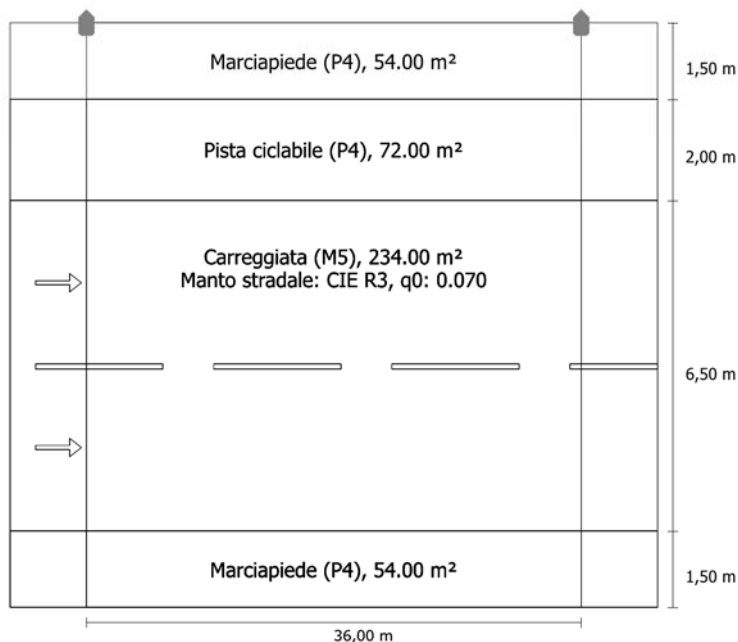 Marciapiede (P4), 54.00 m²
1,50 m
Pista ciclabile (P4), 72.00 m²
2,00 m
Carreggiata (M5), 234.00 m²
Manto stradale: CIE R3, q0: 0.070
6,50 m
Marciapiede (P4), 54.00 m²
1,50 m
36,00 m